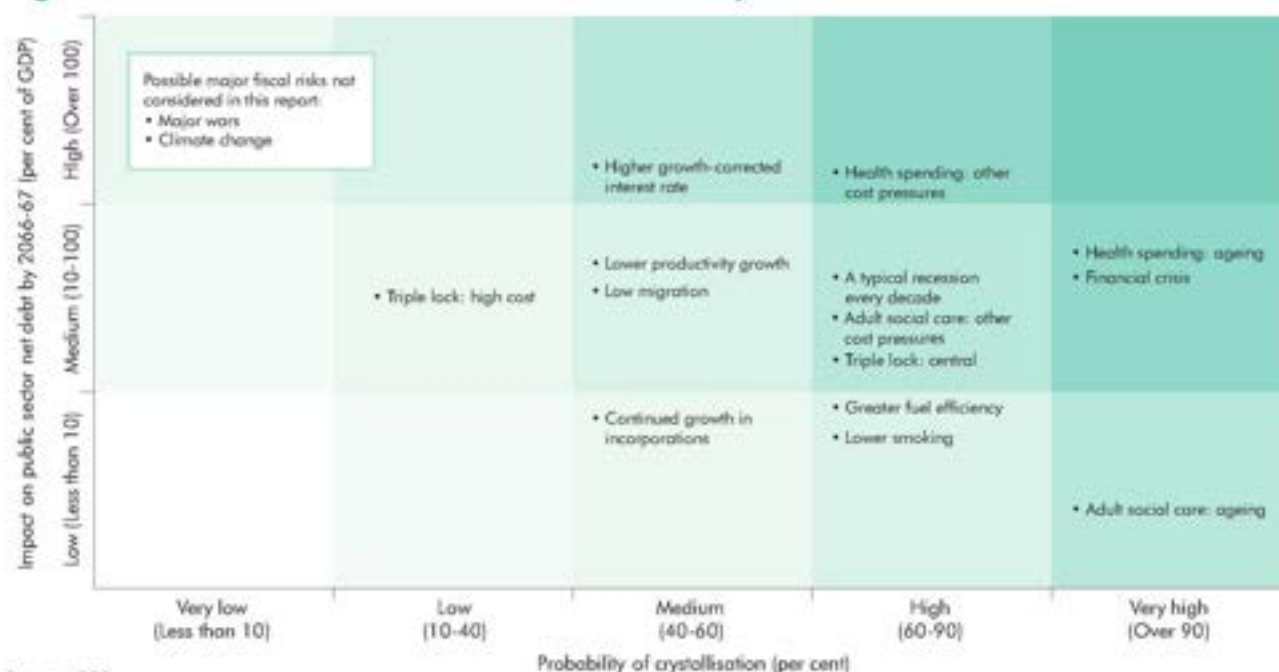 Impact on public sector net debt by 2066-67 (per cent of GDP)
High (Over 100)
Medium (10-100)
Low (Less than 10)
Possible major fiscal risks not
considered in this report:
• Major wars
• Climate change
• Higher growth-corrected
interest rate
• Health spending: other
cost pressures
• Triple lock: high cost
• Lower productivity growth
• Low migration
• A typical recession
every decade
• Adult social care: other
cost pressures
• Triple lock: central
• Health spending: ageing
• Financial crisis
• Continued growth in
incorporations
• Greater fuel efficiency
• Lower smoking
• Adult social care: ageing
Very low
(Less than 10)
Low
(10-40)
Medium
(40-60)
High
(60-90)
Very high
(Over 90)
Probability of crystallisation (per cent)